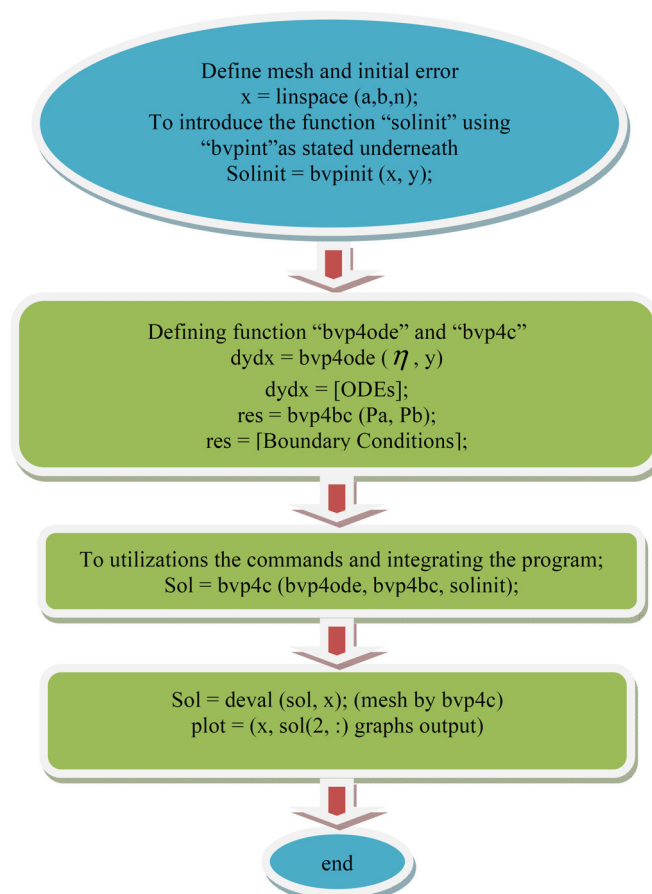 Define mesh and initial error
x = linspace (a,b,n);
To introduce the function “solinit” using
“bvpint”as stated underneath
Solinit = bvpinit (x, y);
Defining function “bvp4ode” and “bvp4c”
dydx = bvp4ode ( η , y)
dydx = [ODEs];
res = bvp4bc (Pa, Pb);
res = [Boundary Conditions];
To utilizations the commands and integrating the program;
Sol = bvp4c (bvp4ode, bvp4bc, solinit);
Sol = deval (sol, x); (mesh by bvp4c)
plot = (x, sol(2, :) graphs output)
end